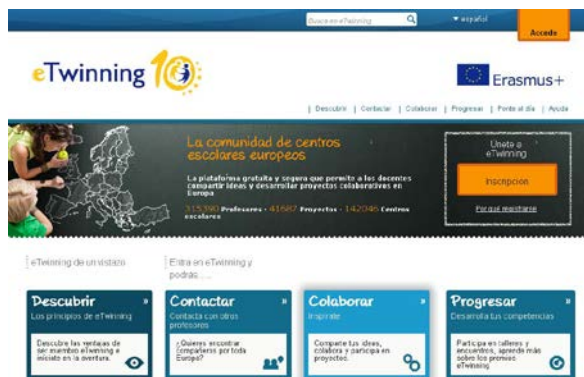 Busca en eTwinning
español
Accede
eTwinning 10
Erasmus+
| Descubrir | Contactar | Colaborar | Progresar | Ponte al día | Ayuda
La comunidad de centros
escolares europeos
La plataforma gratuita y segura que permite a los docentes
compartir ideas y desarrollar proyectos colaborativos en
Europa
315390 Profesores - 41687 Proyectos - 142046 Centros
escolares
Únete a
eTwinning
Inscripción
Por qué registrarse
eTwinning de un vistazo
Entra en eTwinning y
podrás.....
Descubrir »
Los principios de eTwinning
Descubre las ventajas de
ser miembro eTwinning e
iníciate en la aventura.
Contactar »
Contacta con otros
profesores
¿Quieres encontrar
compañeros por toda
Europa?
Colaborar »
Inspírate
Comparte tus ideas,
colabora y participa en
proyectos.
Progresar »
Desarrolla tus competencias
Participa en talleres y
encuentros, aprende más
sobre los premios
eTwinning